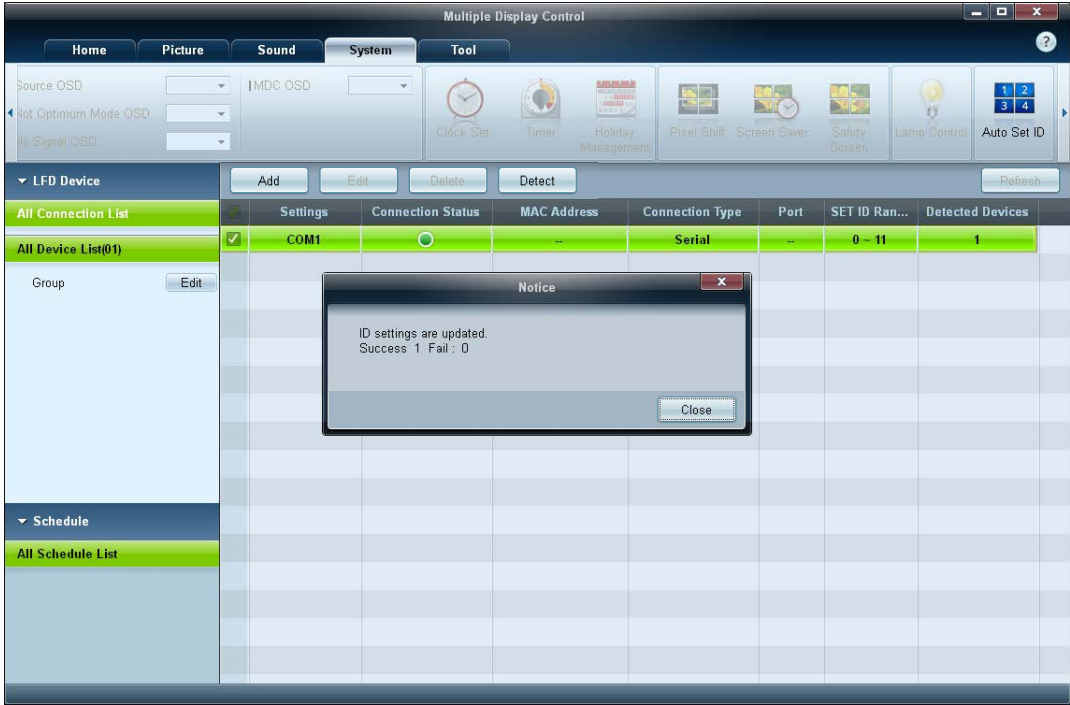 Multiple Display Control
Home Picture Sound System Tool
?
Source OSD
Not Optimum Mode OSD
No Signal OSD
MDC OSD
Clock Set
Timer
Holiday
Management
Pixel Shift
Screen Saver
Safety
Screen
Lamp Control
1 2
3 4
Auto Set ID
LFD Device
Add Edit Delete Detect Refresh
All Connection List
Settings Connection Status MAC Address Connection Type Port SET ID Ran... Detected Devices
All Device List(01)
COM1 -- Serial -- 0 ~ 11 1
Group Edit
Notice
x
ID settings are updated.
Success 1 Fail : 0
Close
Schedule
All Schedule List